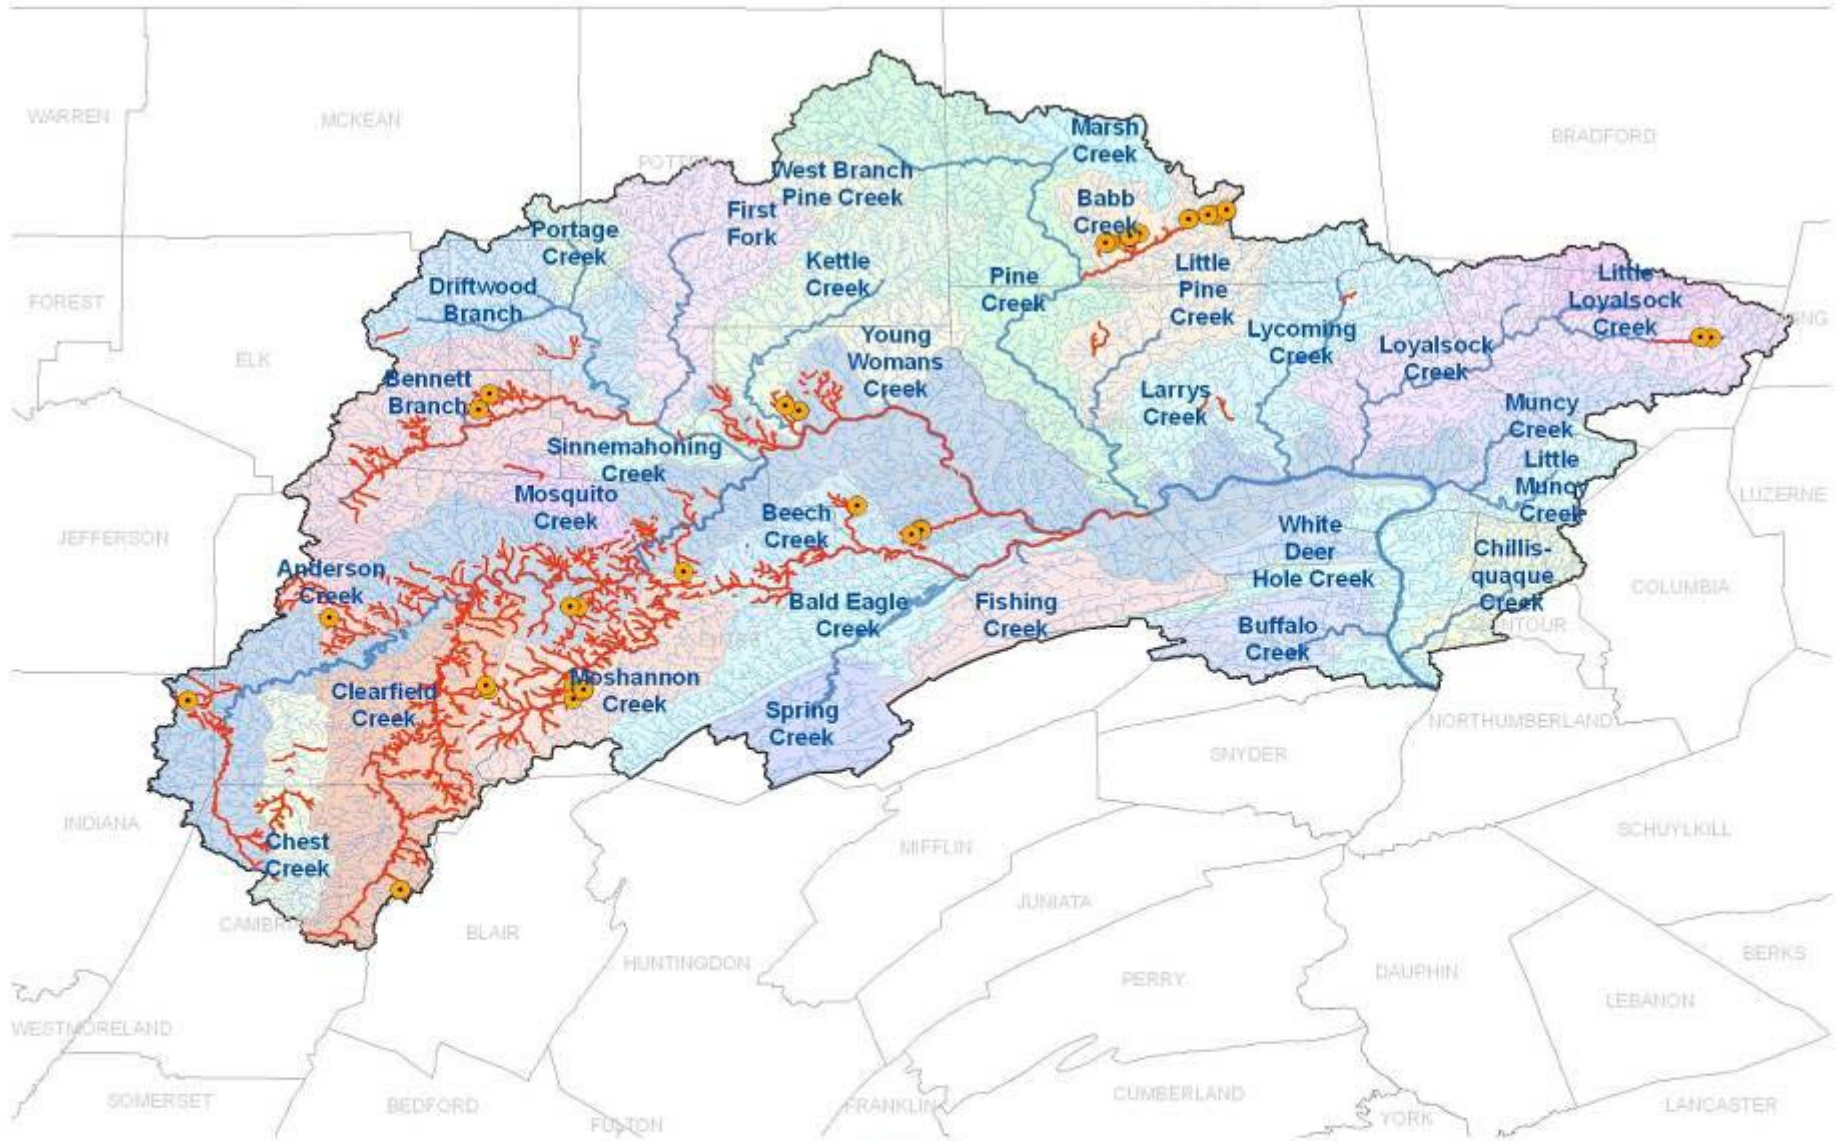 WARREN
MCKEAN
BRADFORD
Marsh
Creek
West Branch
Pine Creek
Babb
Creek
First
Fork
Portage
Creek
Kettle
Creek
Pine
Creek
Little
Pine
Creek
Little
Loyalsock
Creek
Driftwood
Branch
FOREST
ELK
Young
Womans
Creek
Lycoming
Creek
Loyalsock
Creek
Bennett
Branch
Larrys
Creek
Muncy
Creek
Sinnemahoning
Creek
Little
Muncy
Creek
LUZERNE
Mosquito
Creek
Beech
Creek
White
Deer
Hole Creek
Chillis-
quaque
Creek
JEFFERSON
Anderson
Creek
COLUMBIA
Bald Eagle
Creek
Fishing
Creek
Buffalo
Creek
Clearfield
Creek
Moshannon
Creek
Spring
Creek
NORTHUMBERLAND
SNYDER
INDIANA
Chest
Creek
MIFFLIN
SCHUYLKILL
JUNIATA
BLAIR
HUNTINGDON
PERRY
DAUPHIN
BERKS
LEBANON
WESTMORELAND
SOMERSET
BEDFORD
FULTON
FRANKLIN
CUMBERLAND
YORK
LANCASTER